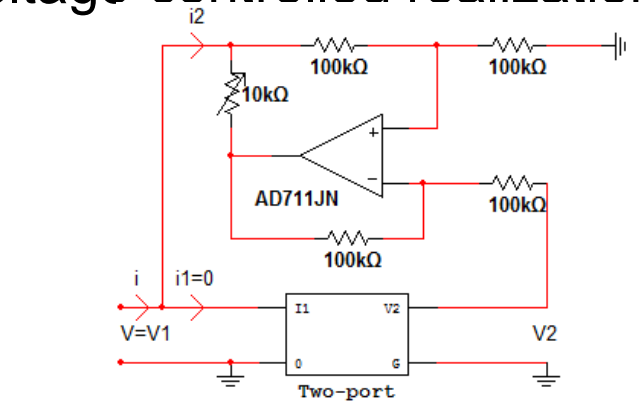 i2
100kΩ
100kΩ
10kΩ
+
−
AD711JN
100kΩ
100kΩ
i
i1=0
I1
V2
V=V1
V2
0
G
Two-port